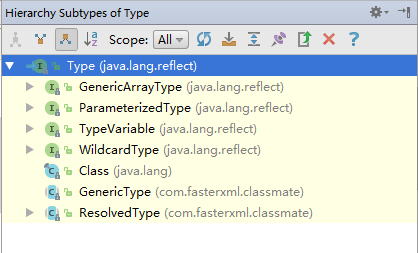 Hierarchy Subtypes of Type
Scope: All
Type (java.lang.reflect)
GenericArrayType (java.lang.reflect)
ParameterizedType (java.lang.reflect)
TypeVariable (java.lang.reflect)
WildcardType (java.lang.reflect)
Class (java.lang)
GenericType (com.fasterxml.classmate)
ResolvedType (com.fasterxml.classmate)